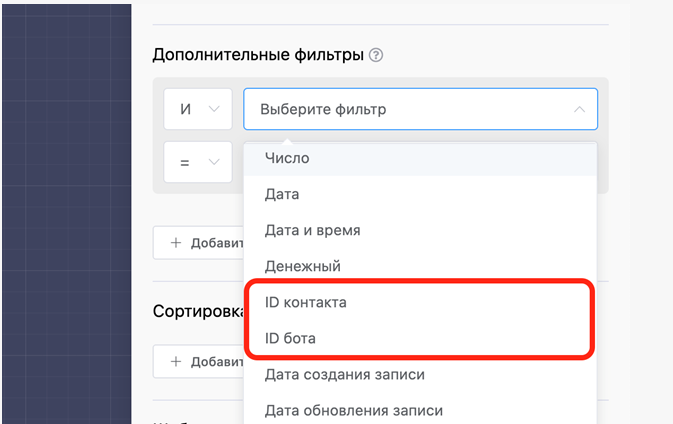 Дополнительные фильтры ?
И
Выберите фильтр
=
Число
Дата
Дата и время
Денежный
+ Добавит
ID контакта
Сортировка
ID бота
+ Добавит
Дата создания записи
Дата обновления записи